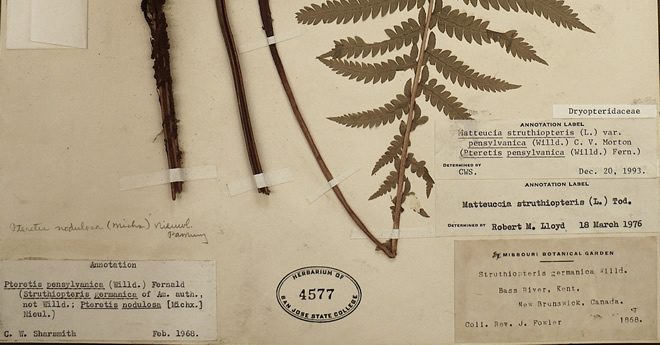 Dryopteridaceae
ANNOTATION LABEL
Matteucia struthiopteris (L.) var.
pensylvanica (Willd.) C. V. Morton
(Pteretis pensylvanica (Willd.) Fern.)
DETERMINED BY
CWS. Dec. 20, 1993.
ANNOTATION LABEL
Matteuccia struthiopteris (L.) Tod.
DETERMINED BY Robert M. Lloyd 18 March 1976
MISSOURI BOTANICAL GARDEN
Struthiopteris germanica Willd.
Bass River, Kent.
New Brunswick, Canada.
Coll. Rev. J. Fowler 1868.
Pteretis nodulosa (Michx.) Nieuwl.
Annotation
Pteretis pensylvanica (Willd.) Fernald
(Struthiopteris germanica of Am. auth.,
not Willd.; Pteretis nodulosa [Michx.]
Nieul.)
C. W. Sharsmith Feb. 1968.
HERBARIUM OF
4577
SAN JOSE STATE COLLEGE